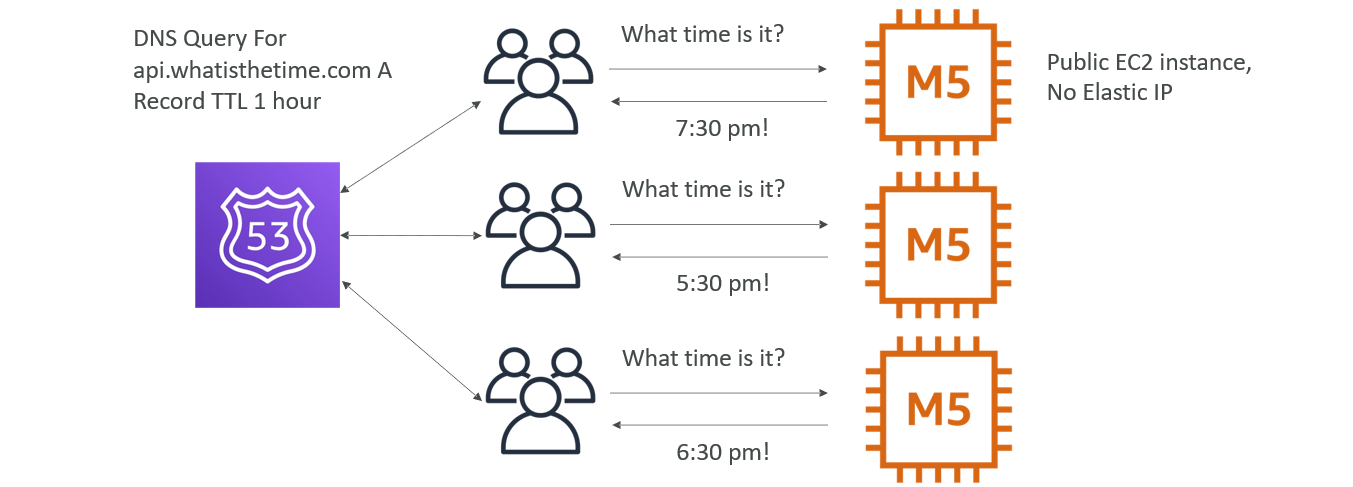 DNS Query For
api.whatisthetime.com A
Record TTL 1 hour
53
What time is it?
7:30 pm!
M5
Public EC2 instance,
No Elastic IP
What time is it?
5:30 pm!
M5
What time is it?
6:30 pm!
M5